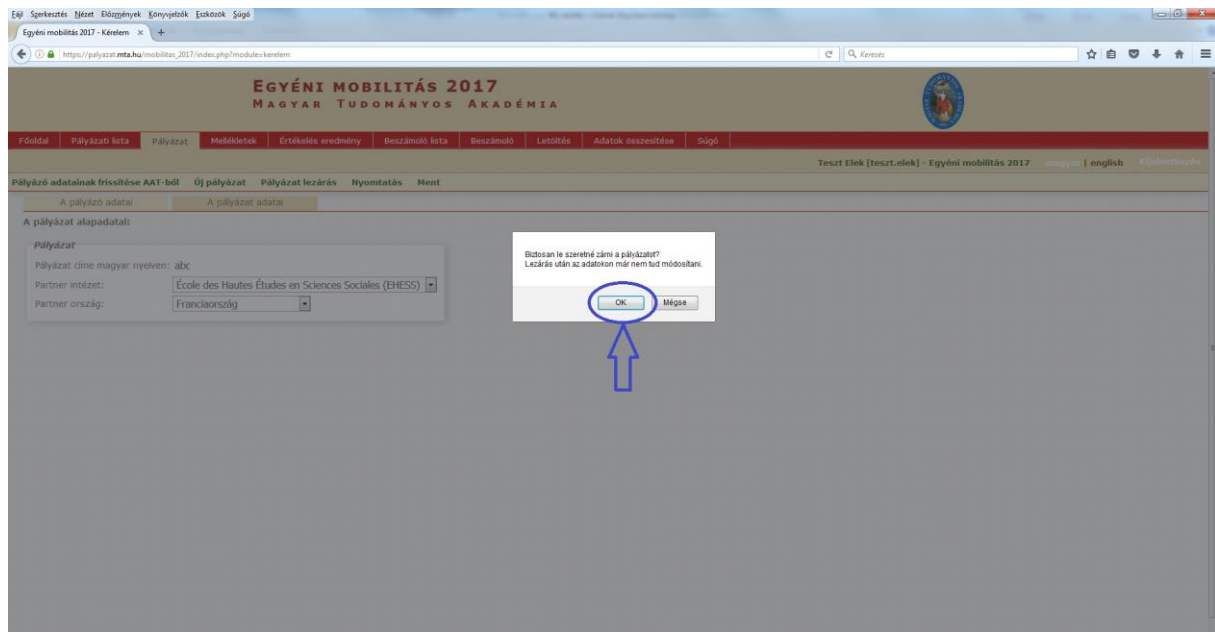 Fájl Szerkesztés Nézet Előzmények Könyvjelzők Eszközök Súgó
Egyéni mobilitás 2017 - Kérelem × +
https://palyazat.mta.hu/mobilitas_2017/index.php?module=kerelem
Keresés
EGYÉNI MOBILITÁS 2017
MAGYAR TUDOMÁNYOS AKADÉMIA
Főoldal Pályázati lista Pályázat Mellékletek Értékelés eredmény Beszámoló lista Beszámoló Letöltés Adatok összesítése Súgó
Teszt Elek [teszt.elek] - Egyéni mobilitás 2017 magyar | english Kijelentkezés
Pályázó adatainak frissítése AAT-ből Új pályázat Pályázat lezárás Nyomtatás Ment
A pályázó adatai A pályázat adatai
A pályázat alapadatai:
Pályázat
Pályázat címe magyar nyelven: abc
Partner intézet: École des Hautes Études en Sciences Sociales (EHESS)
Partner ország: Franciaország
Biztosan le szeretné zárni a pályázatot?
Lezárás után az adatokon már nem tud módosítani.
OK Mégse